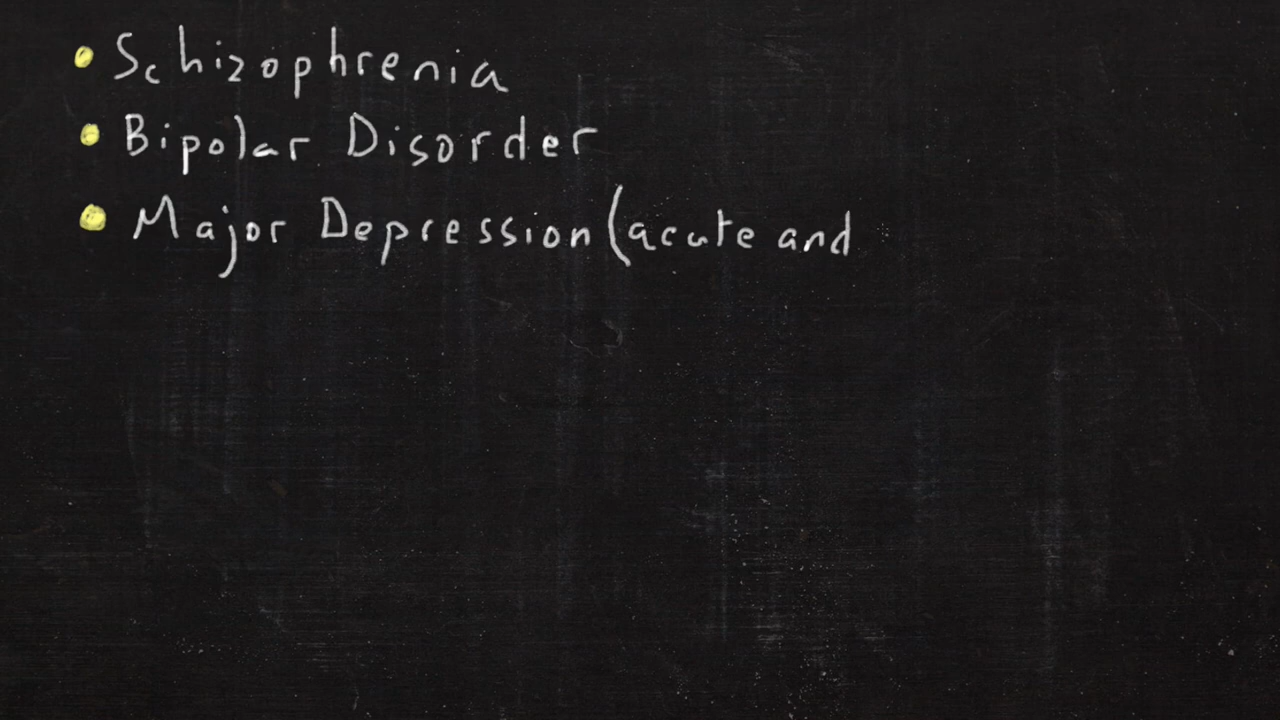 • Schizophrenia
• Bipolar Disorder
• Major Depression (acute and